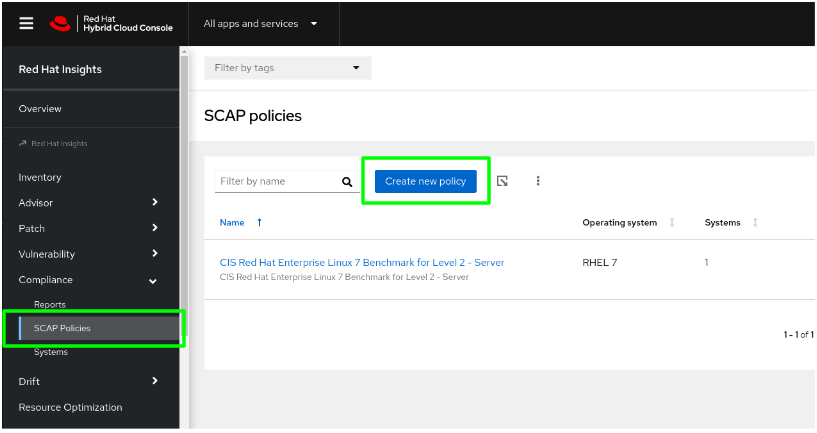 Red Hat
Hybrid Cloud Console
All apps and services
Red Hat Insights
Overview
Red Hat Insights
Inventory
Advisor
Patch
Vulnerability
Compliance
Reports
SCAP Policies
Systems
Drift
Resource Optimization
Filter by tags
SCAP policies
Filter by name
Create new policy
Name Operating system Systems
CIS Red Hat Enterprise Linux 7 Benchmark for Level 2 - Server RHEL 7 1
CIS Red Hat Enterprise Linux 7 Benchmark for Level 2 - Server
1 - 1 of 1